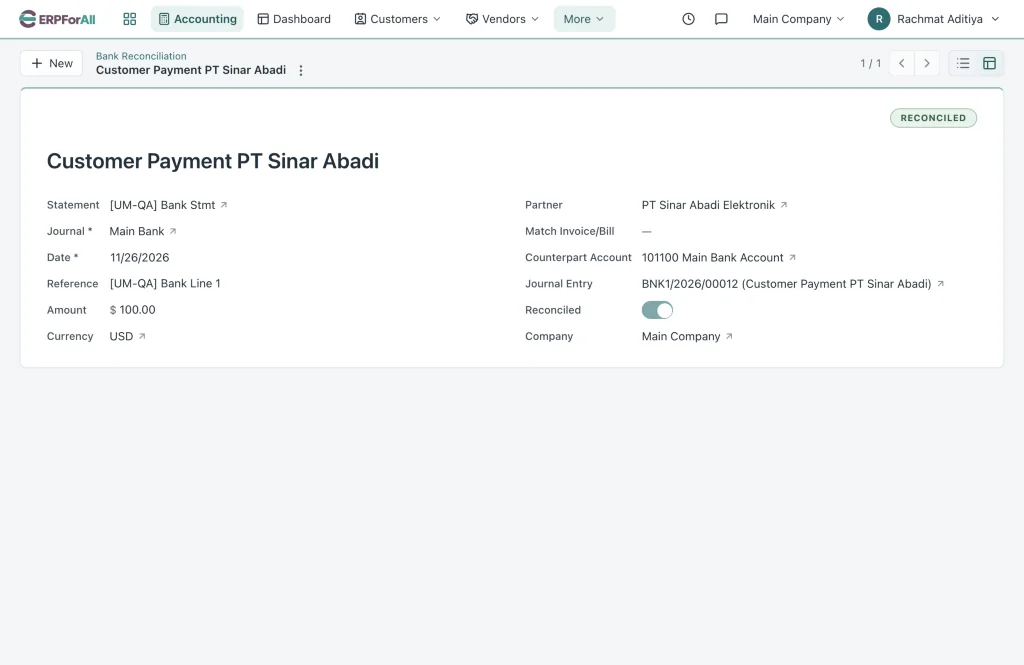 ERPForAll
Accounting
Dashboard
Customers
Vendors
More
Main Company
R
Rachmat Aditiya
New
Bank Reconciliation
Customer Payment PT Sinar Abadi
1 / 1
RECONCILED
Customer Payment PT Sinar Abadi
Statement [UM-QA] Bank Stmt
Journal * Main Bank
Date * 11/26/2026
Reference [UM-QA] Bank Line 1
Amount $ 100.00
Currency USD
Partner PT Sinar Abadi Elektronik
Match Invoice/Bill —
Counterpart Account 101100 Main Bank Account
Journal Entry BNK1/2026/00012 (Customer Payment PT Sinar Abadi)
Reconciled
Company Main Company